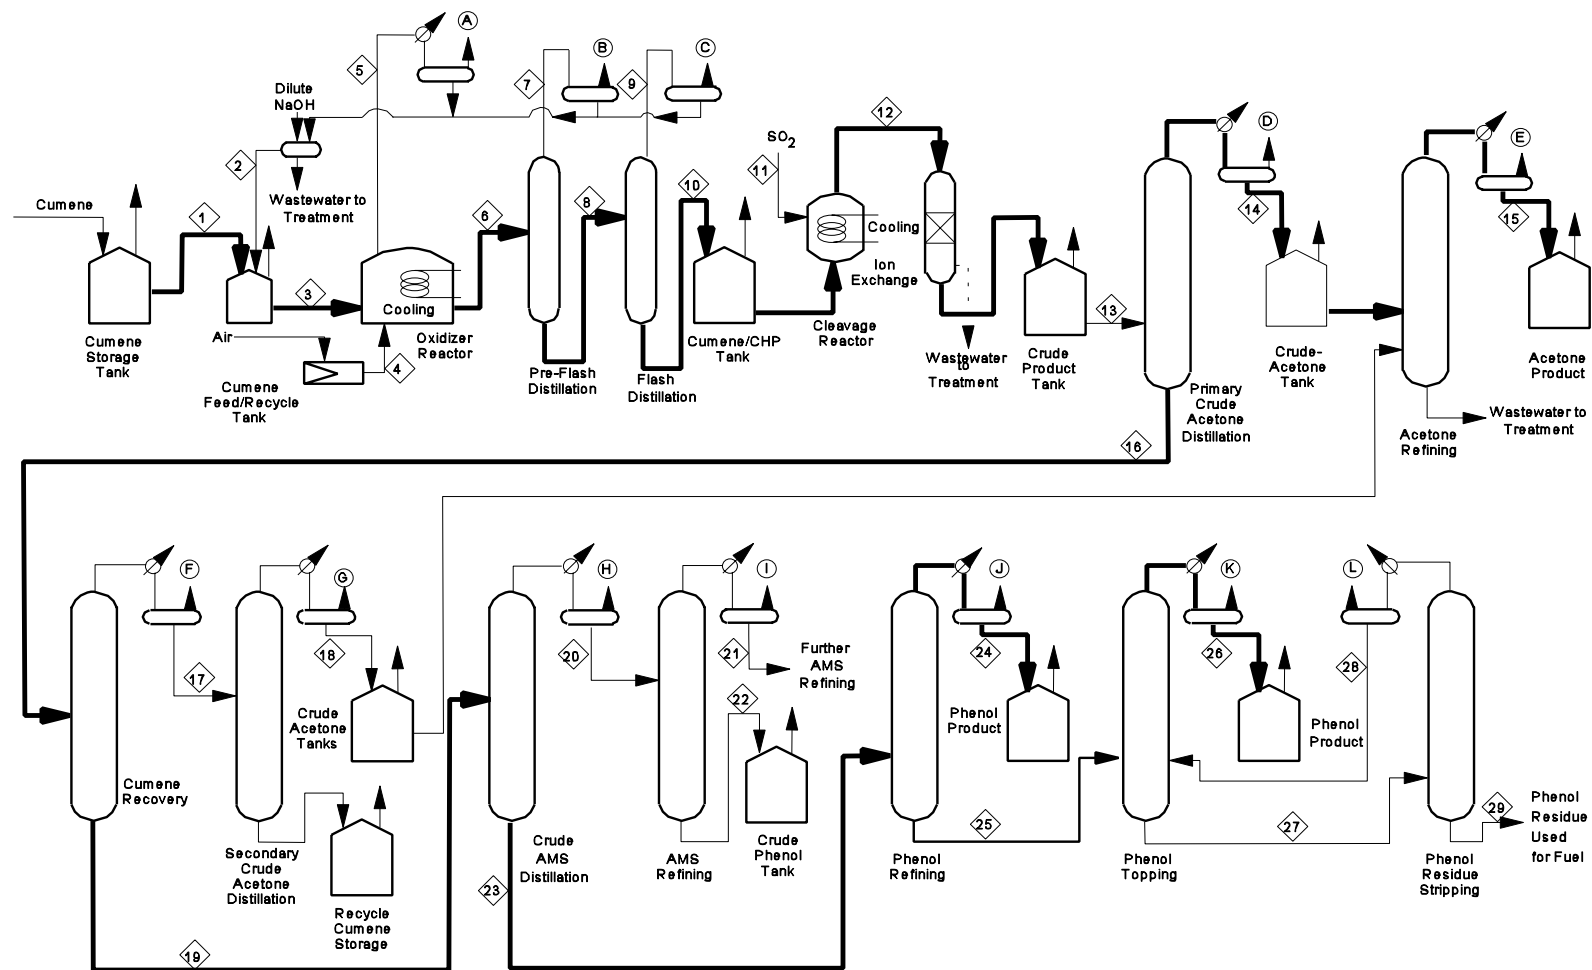 A
B
C
5
7
9
Dilute
NaOH
12
SO2
11
D
E
2
Wastewater to
Treatment
Cumene
1
6
8
10
Cooling
Ion
Exchange
14
15
3
Cooling
Air
Oxidizer
Reactor
4
Cumene
Storage
Tank
Cumene
Feed/Recycle
Tank
Pre-Flash
Distillation
Flash
Distillation
Cumene/CHP
Tank
Cleavage
Reactor
Wastewater
to
Treatment
Crude
Product
Tank
13
Primary
Crude
Acetone
Distillation
Crude-
Acetone
Tank
Acetone
Product
Wastewater to
Treatment
Acetone
Refining
16
F
G
H
I
J
K
L
17
18
20
21
Further
AMS
Refining
22
24
26
28
Crude
Acetone
Tanks
Phenol
Product
Phenol
Product
Cumene
Recovery
Secondary
Crude
Acetone
Distillation
Recycle
Cumene
Storage
19
Crude
AMS
Distillation
23
AMS
Refining
Crude
Phenol
Tank
25
Phenol
Refining
Phenol
Topping
27
29
Phenol
Residue
Used
for Fuel
Phenol
Residue
Stripping